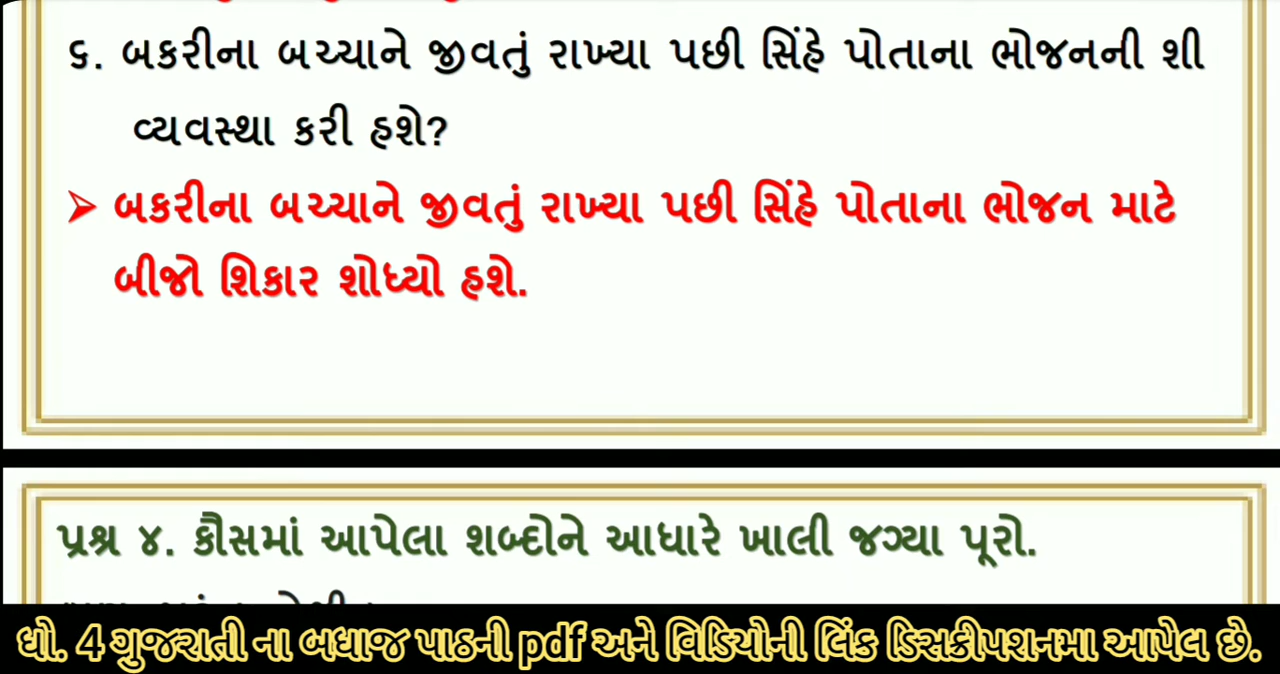 ૬. બકરીના બચ્ચાને જીવતું રાખ્યા પછી સિંહે પોતાના ભોજનની શી
વ્યવસ્થા કરી હશે?
➢ બકરીના બચ્ચાને જીવતું રાખ્યા પછી સિંહે પોતાના ભોજન માટે
બીજો શિકાર શોધ્યો હશે.
પ્રશ્ન ૪. કૌસમાં આપેલા શબ્દોને આધારે ખાલી જગ્યા પૂરો.
ધો. 4 ગુજરાતી ના બધાજ પાઠની pdf અને વિડિયોની લિંક ડિસક્રીપશનમા આપેલ છે.